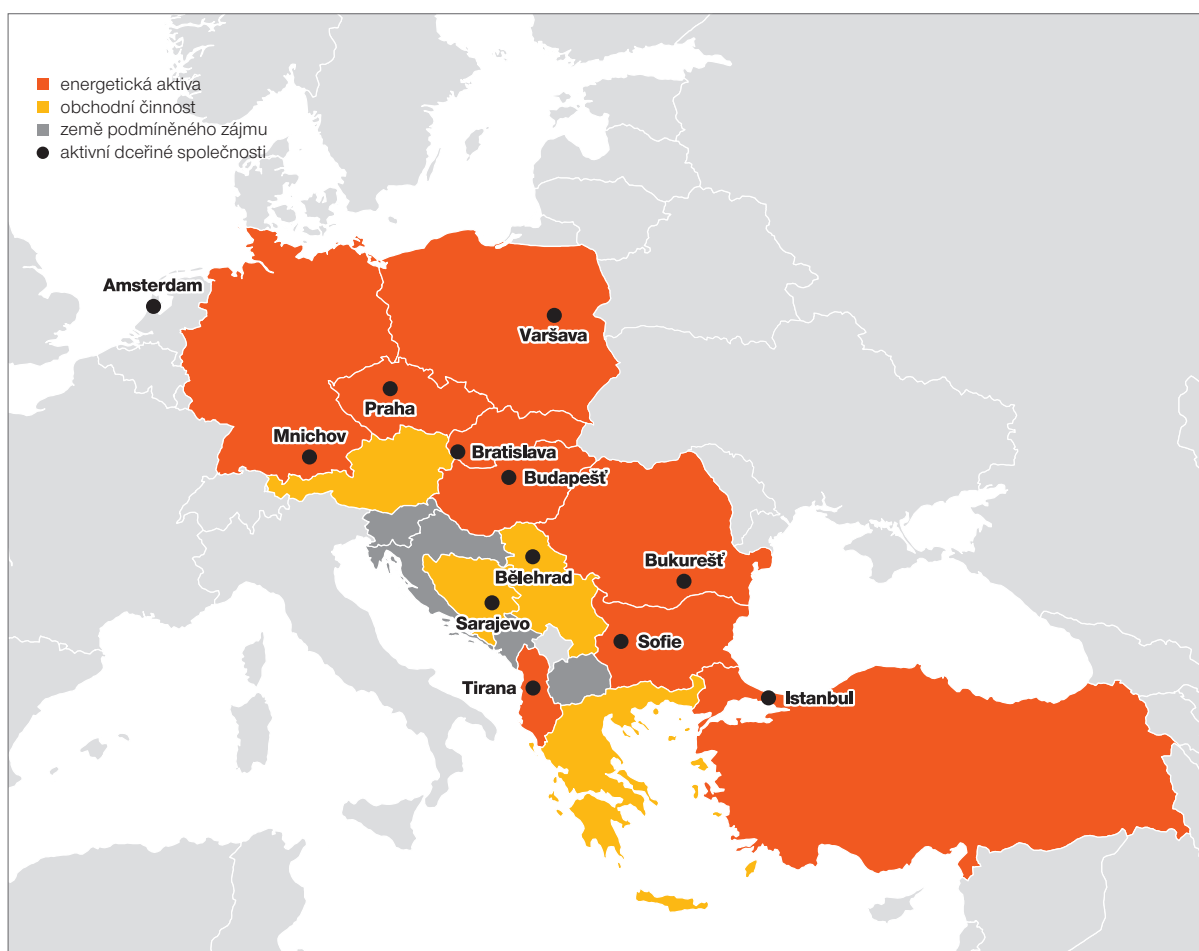 energetická aktiva
obchodní činnost
země podmíněného zájmu
aktivní dceřiné společnosti
Amsterdam
Varšava
Praha
Mnichov
Bratislava
Budapešť
Bukurešť
Bělehrad
Sarajevo
Sofie
Tirana
Istanbul